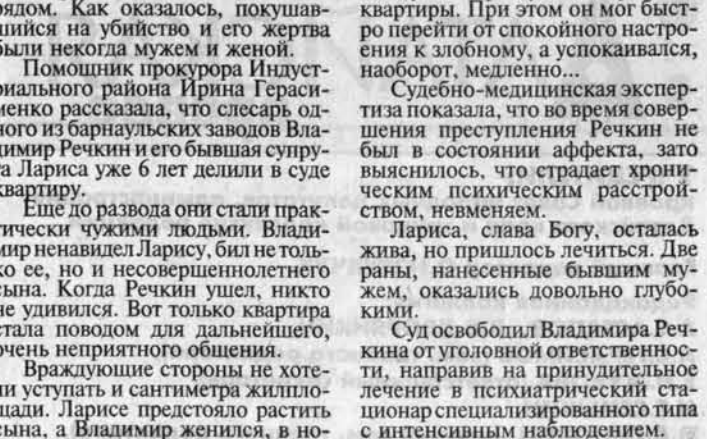 рядом. Как оказалось, покушав-
шийся на убийство и его жертва
были некогда мужем и женой.
Помощник прокурора Индуст-
риального района Ирина Гераси-
менко рассказала, что слесарь од-
ного из барнаульских заводов Вла-
димир Речкин и его бывшая супру-
га Лариса уже 6 лет делили в суде
квартиру.
Еще до развода они стали прак-
тически чужими людьми. Влади-
мир ненавидел Ларису, бил не толь-
ко ее, но и несовершеннолетнего
сына. Когда Речкин ушел, никто
не удивился. Вот только квартира
стала поводом для дальнейшего,
очень неприятного общения.
Враждующие стороны не хоте-
ли уступать и сантиметра жилпло-
щади. Ларисе предстояло растить
сына, а Владимир женился, в но-
квартиры. При этом он мог быст-
ро перейти от спокойного настро-
ения к злобному, а успокаивался,
наоборот, медленно...
Судебно-медицинская экспер-
тиза показала, что во время совер-
шения преступления Речкин не
был в состоянии аффекта, зато
выяснилось, что страдает хрони-
ческим психическим расстрой-
ством, невменяем.
Лариса, слава Богу, осталась
жива, но пришлось лечиться. Две
раны, нанесенные бывшим му-
жем, оказались довольно глубо-
кими.
Суд освободил Владимира Реч-
кина от уголовной ответственнос-
ти, направив на принудительное
лечение в психиатрический ста-
ционар специализированного типа
с интенсивным наблюдением.